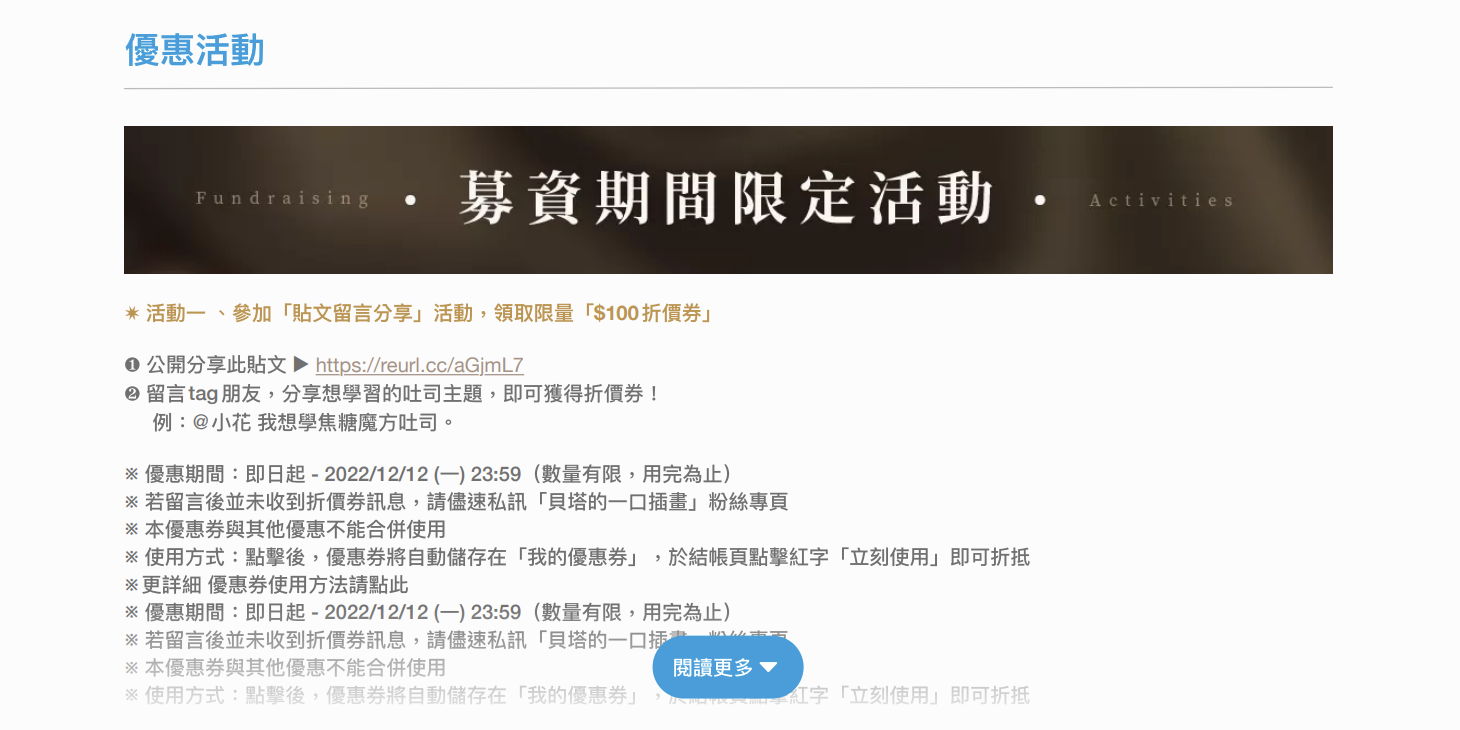 優惠活動
Fundraising • 募資期間限定活動 • Activities
✷ 活動一 、參加「貼文留言分享」活動，領取限量「$100折價券」
❶ 公開分享此貼文 ▶ https://reurl.cc/aGjmL7
❷ 留言tag朋友，分享想學習的吐司主題，即可獲得折價券！
例：@小花 我想學焦糖魔方吐司。
※ 優惠期間：即日起 - 2022/12/12 (一) 23:59（數量有限，用完為止）
※ 若留言後並未收到折價券訊息，請儘速私訊「貝塔的一口插畫」粉絲專頁
※ 本優惠券與其他優惠不能合併使用
※ 使用方式：點擊後，優惠券將自動儲存在「我的優惠券」，於結帳頁點擊紅字「立刻使用」即可折抵
※更詳細 優惠券使用方法請點此
※ 優惠期間：即日起 - 2022/12/12 (一) 23:59（數量有限，用完為止）
※ 若留言後並未收到折價券訊息，請儘速私訊「貝塔的一口插畫」粉絲專頁
※ 本優惠券與其他優惠不能合併使用
閱讀更多
※ 使用方式：點擊後，優惠券將自動儲存在「我的優惠券」，於結帳頁點擊紅字「立刻使用」即可折抵